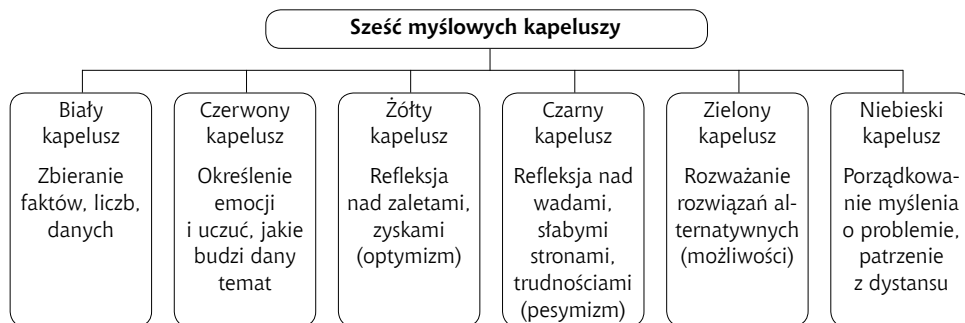 Sześć myślowych kapeluszy
Biały
kapelusz
Zbieranie
faktów, liczb,
danych
Czerwony
kapelusz
Określenie
emocji
i uczuć, jakie
budzi dany
temat
Żółty
kapelusz
Refleksja
nad zaletami,
zyskami
(optymizm)
Czarny
kapelusz
Refleksja nad
wadami,
słabymi
stronami,
trudnościami
(pesymizm)
Zielony
kapelusz
Rozważanie
rozwiązań al-
ternatywnych
(możliwości)
Niebieski
kapelusz
Porządkowa-
nie myślenia
o problemie,
patrzenie
z dystansu